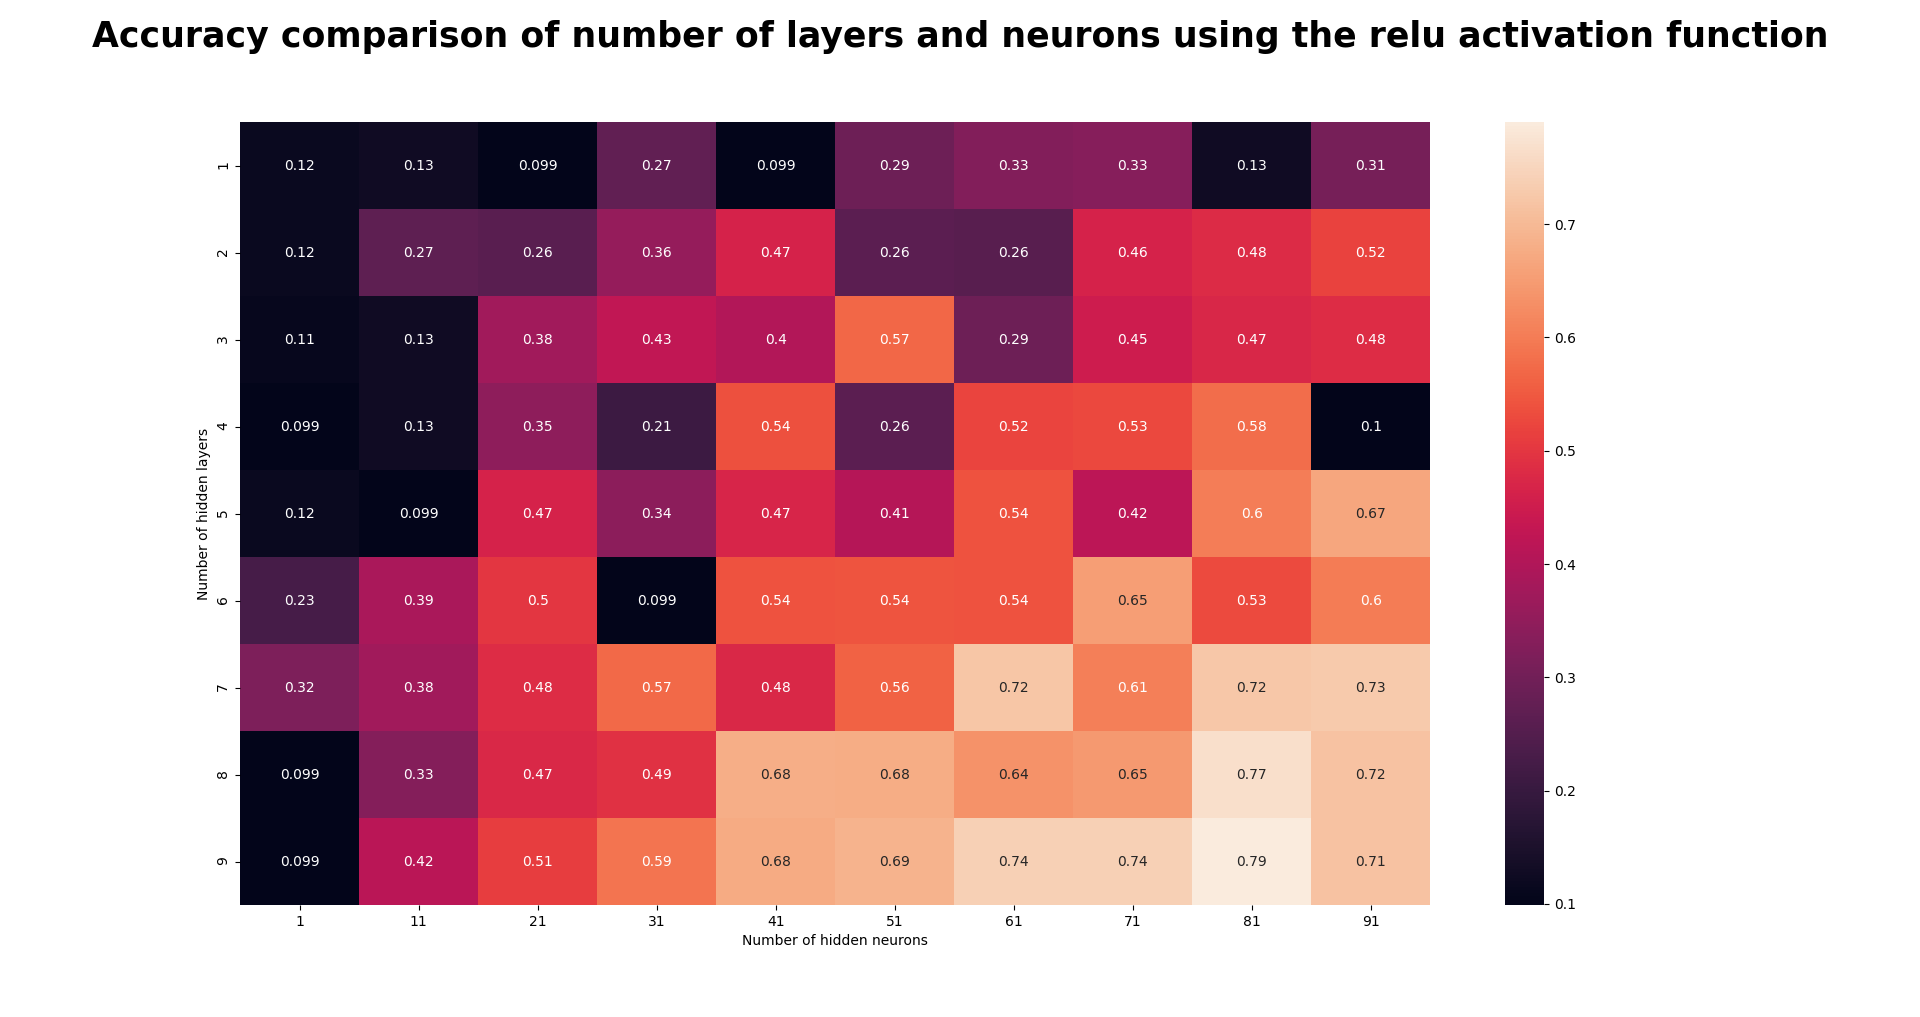 Accuracy comparison of number of layers and neurons using the relu activation function
1 0.12 0.13 0.099 0.27 0.099 0.29 0.33 0.33 0.13 0.31
2 0.12 0.27 0.26 0.36 0.47 0.26 0.26 0.46 0.48 0.52
3 0.11 0.13 0.38 0.43 0.4 0.57 0.29 0.45 0.47 0.48
4 0.099 0.13 0.35 0.21 0.54 0.26 0.52 0.53 0.58 0.1
5 0.12 0.099 0.47 0.34 0.47 0.41 0.54 0.42 0.6 0.67
6 0.23 0.39 0.5 0.099 0.54 0.54 0.54 0.65 0.53 0.6
7 0.32 0.38 0.48 0.57 0.48 0.56 0.72 0.61 0.72 0.73
8 0.099 0.33 0.47 0.49 0.68 0.68 0.64 0.65 0.77 0.72
9 0.099 0.42 0.51 0.59 0.68 0.69 0.74 0.74 0.79 0.71
1 11 21 31 41 51 61 71 81 91
Number of hidden neurons
Number of hidden layers
0.7
0.6
0.5
0.4
0.3
0.2
0.1